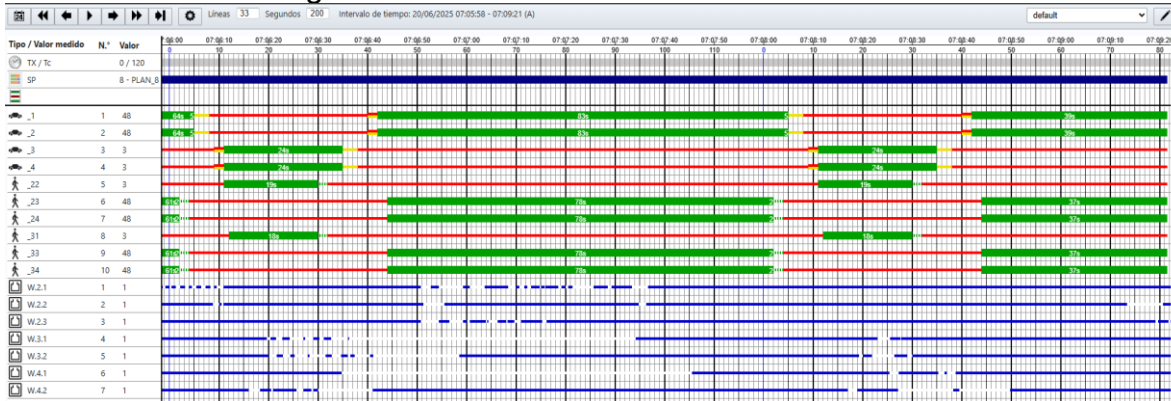 Líneas 33 Segundos 200 Intervalo de tiempo: 20/06/2025 07:05:58 - 07:09:21 (A) default
Tipo / Valor medido N.° Valor 07:06:10 07:06:20 07:06:30 07:06:40 07:06:50 07:07:00 07:07:10 07:07:20 07:07:30 07:07:40 07:07:50 07:08:00 07:08:10 07:08:20 07:08:30 07:08:40 07:08:50 07:09:00 07:09:10
0 10 20 30 40 50 60 70 80 90 100 110 0 10 20 30 40 50 60 70 80
TX / Tc 0 / 120
SP 8 - PLAN_8
_1 1 48 64s 83s 39s
_2 2 48 64s 83s 39s
_3 3 3 24s 24s
_4 4 3 24s 24s
_22 5 3 19s 19s
_23 6 48 61s 78s 37s
_24 7 48 61s 78s 37s
_31 8 3 18s 18s
_33 9 48 61s 78s 37s
_34 10 48 61s 78s 37s
W.2.1 1 1
W.2.2 2 1
W.2.3 3 1
W.3.1 4 1
W.3.2 5 1
W.4.1 6 1
W.4.2 7 1